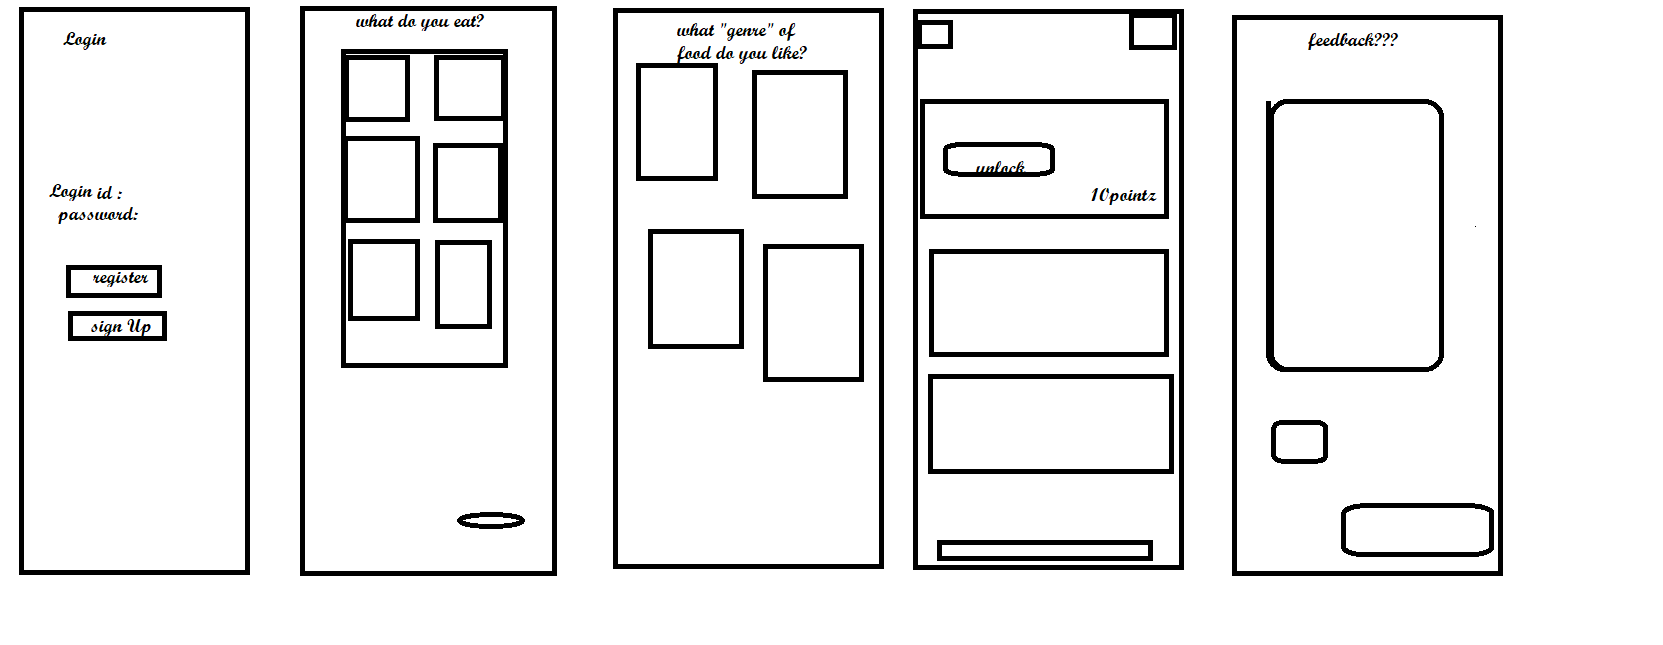 Login
Login id :
password:
register
sign Up
what do you eat?
what "genre" of
food do you like?
unlock
10pointz
feedback???